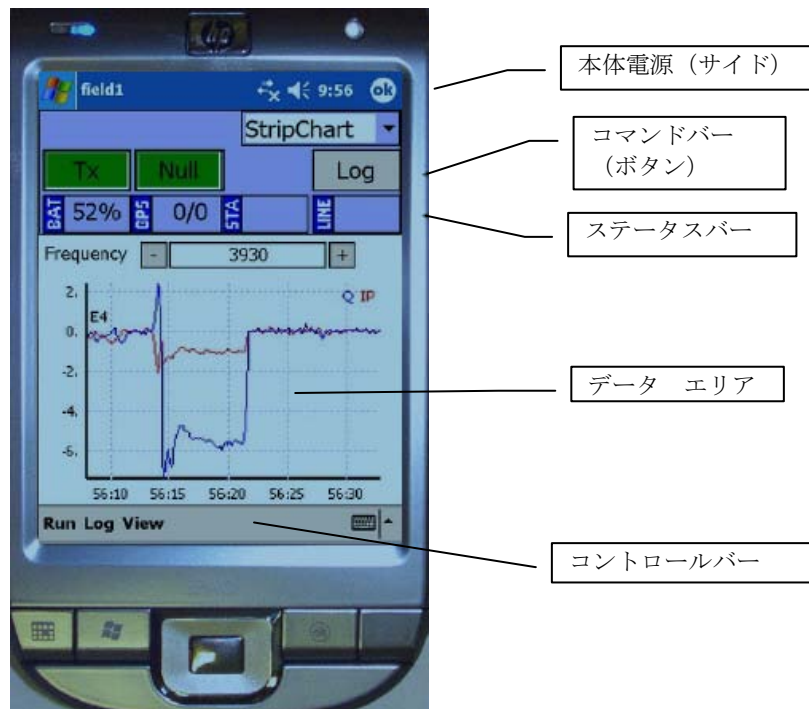 hp
field1
9:56
ok
StripChart
Tx
Null
Log
BAT
52%
GPS
0/0
STA
LINE
Frequency
-
3930
+
2.
0.
-2.
-4.
-6.
E4
Q IP
56:10
56:15
56:20
56:25
56:30
Run Log View
本体電源（サイド）
コマンドバー
（ボタン）
ステータスバー
データ　エリア
コントロールバー